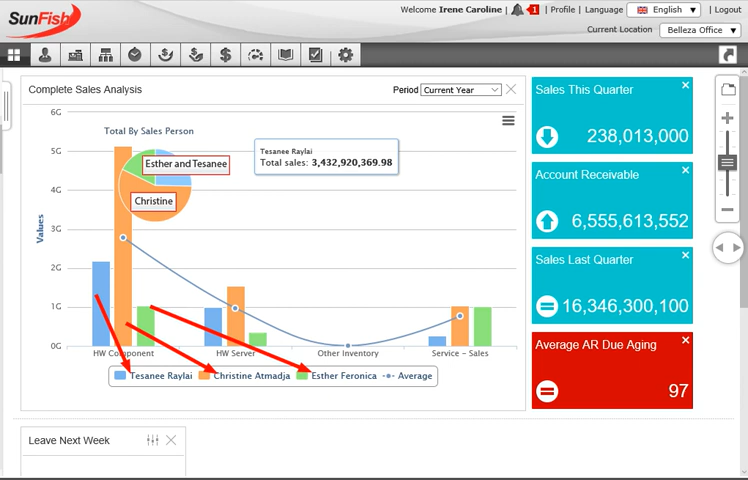 SunFish
Welcome Irene Caroline 1 | Profile | Language English | Logout
Current Location Belleza Office
Complete Sales Analysis
Period Current Year
6G
5G
4G
3G
2G
1G
0G
Values
Total By Sales Person
Esther and Tesanee
Christine
Tesanee Raylai
Total sales: 3,432,920,369.98
HW Component HW Server Other Inventory Service - Sales
Tesanee Raylai Christine Atmadja Esther Feronica Average
Sales This Quarter
238,013,000
Account Receivable
6,555,613,552
Sales Last Quarter
16,346,300,100
Average AR Due Aging
97
Leave Next Week